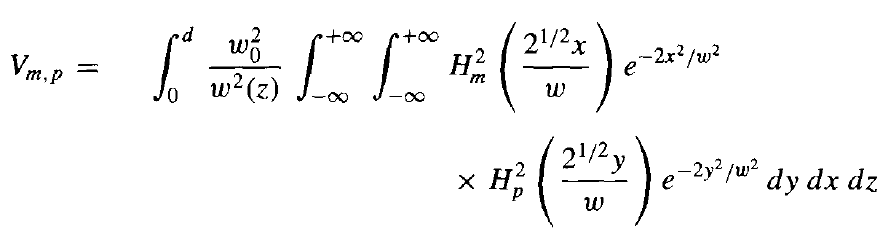 V_{m,p} = \int_0^d \frac{w_0^2}{w^2(z)} \int_{-\infty}^{+\infty} \int_{-\infty}^{+\infty} H_m^2 \left( \frac{2^{1/2} x}{w} \right) e^{-2x^2/w^2}
\times H_p^2 \left( \frac{2^{1/2} y}{w} \right) e^{-2y^2/w^2} \, dy \, dx \, dz